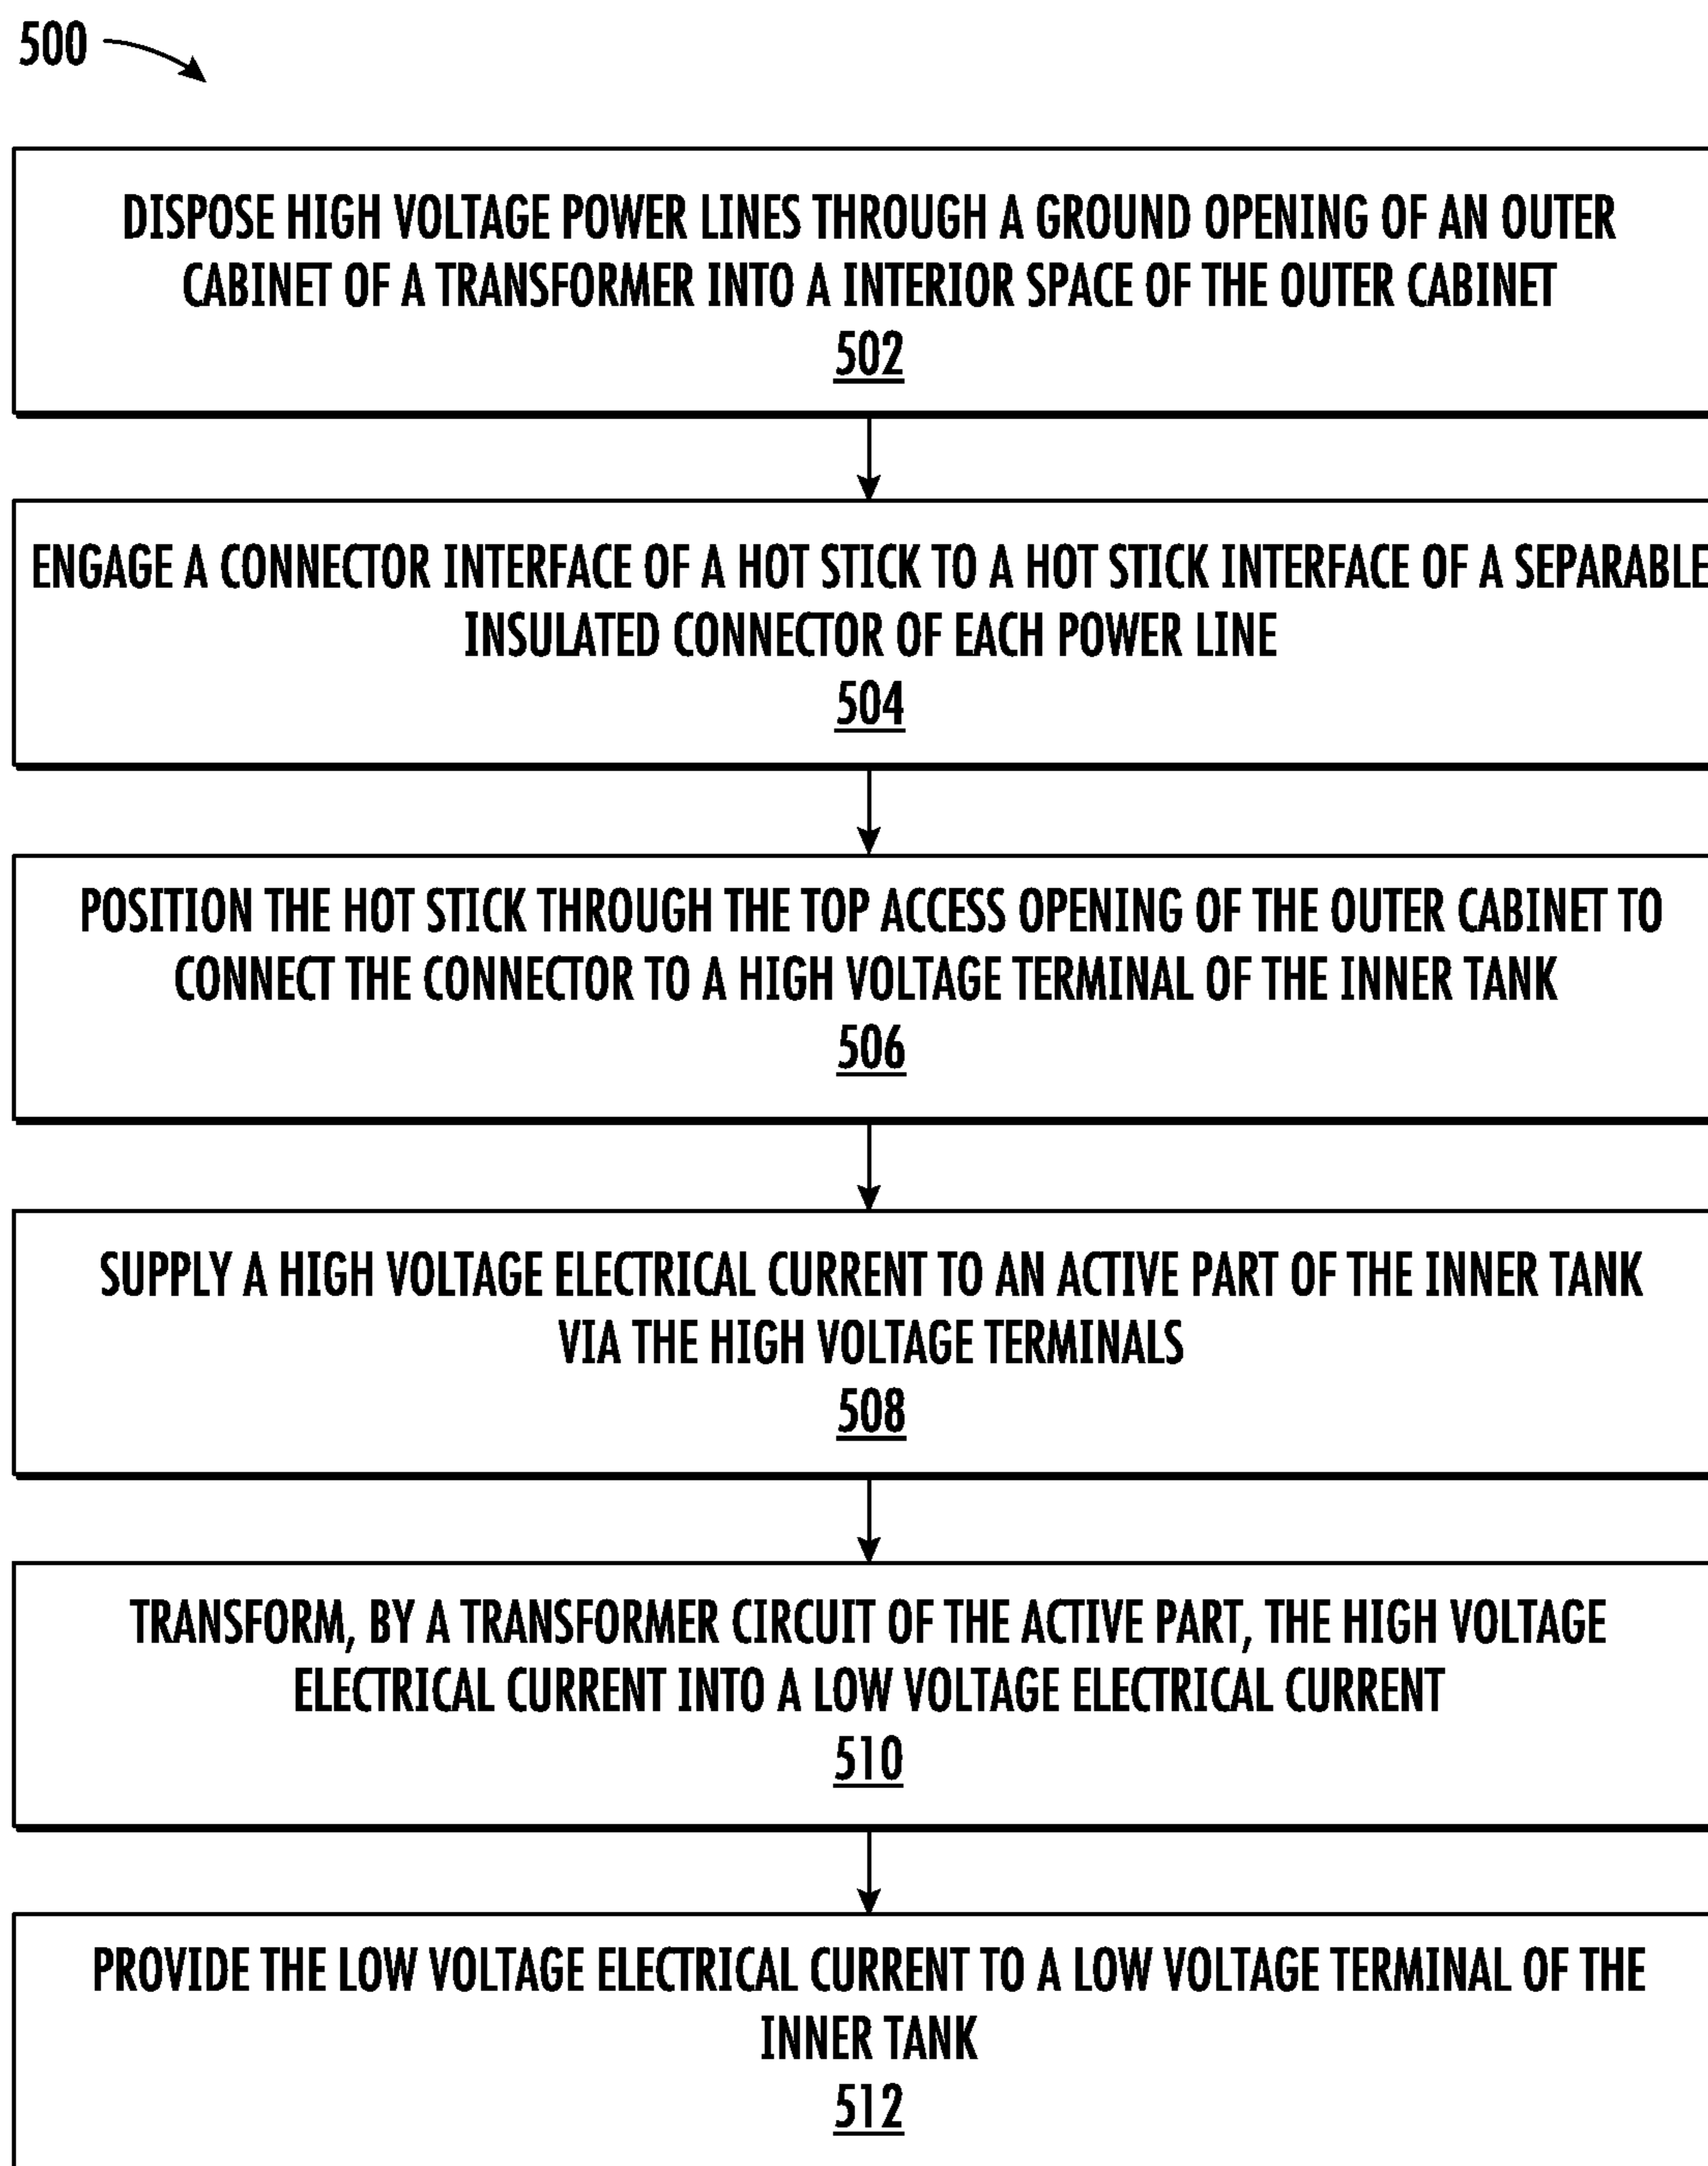 500
DISPOSE HIGH VOLTAGE POWER LINES THROUGH A GROUND OPENING OF AN OUTER
CABINET OF A TRANSFORMER INTO A INTERIOR SPACE OF THE OUTER CABINET
502
ENGAGE A CONNECTOR INTERFACE OF A HOT STICK TO A HOT STICK INTERFACE OF A SEPARABLE
INSULATED CONNECTOR OF EACH POWER LINE
504
POSITION THE HOT STICK THROUGH THE TOP ACCESS OPENING OF THE OUTER CABINET TO
CONNECT THE CONNECTOR TO A HIGH VOLTAGE TERMINAL OF THE INNER TANK
506
SUPPLY A HIGH VOLTAGE ELECTRICAL CURRENT TO AN ACTIVE PART OF THE INNER TANK
VIA THE HIGH VOLTAGE TERMINALS
508
TRANSFORM, BY A TRANSFORMER CIRCUIT OF THE ACTIVE PART, THE HIGH VOLTAGE
ELECTRICAL CURRENT INTO A LOW VOLTAGE ELECTRICAL CURRENT
510
PROVIDE THE LOW VOLTAGE ELECTRICAL CURRENT TO A LOW VOLTAGE TERMINAL OF THE
INNER TANK
512